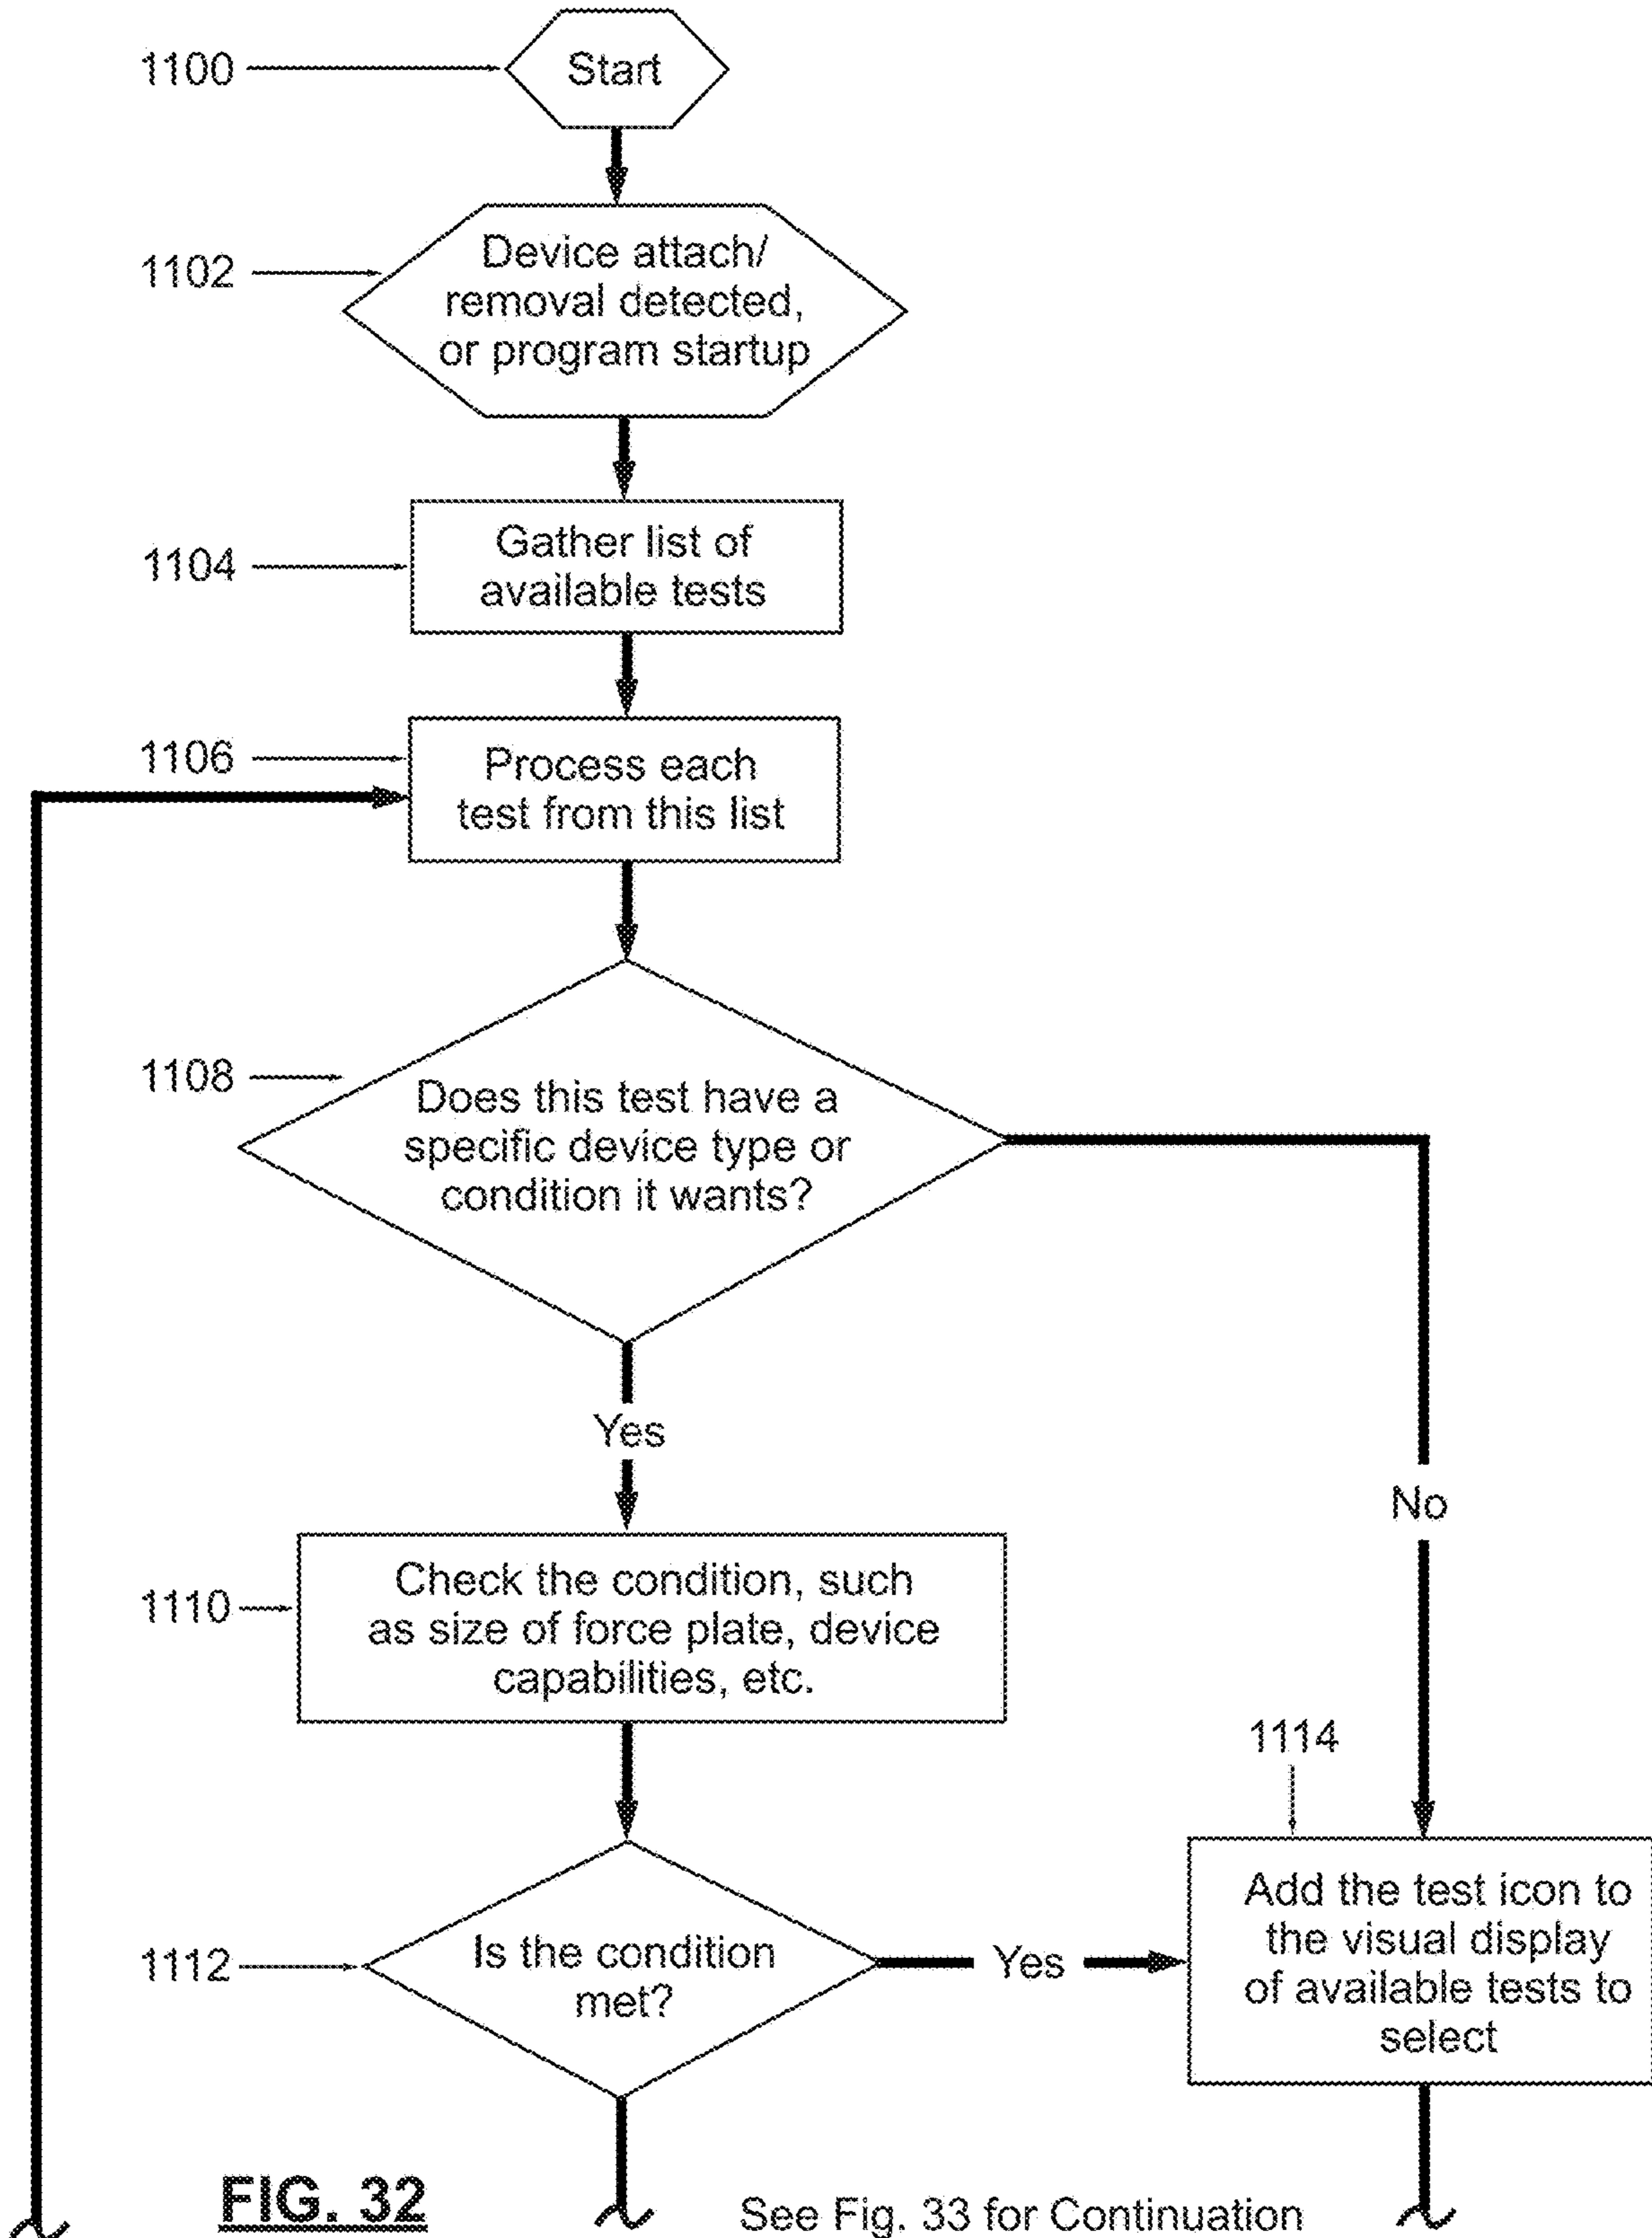 1100
Start
1102
Device attach/
removal detected,
or program startup
1104
Gather list of
available tests
1106
Process each
test from this list
1108
Does this test have a
specific device type or
condition it wants?
Yes
No
1110
Check the condition, such
as size of force plate, device
capabilities, etc.
1114
1112
Is the condition
met?
Yes
Add the test icon to
the visual display
of available tests to
select
FIG. 32
See Fig. 33 for Continuation